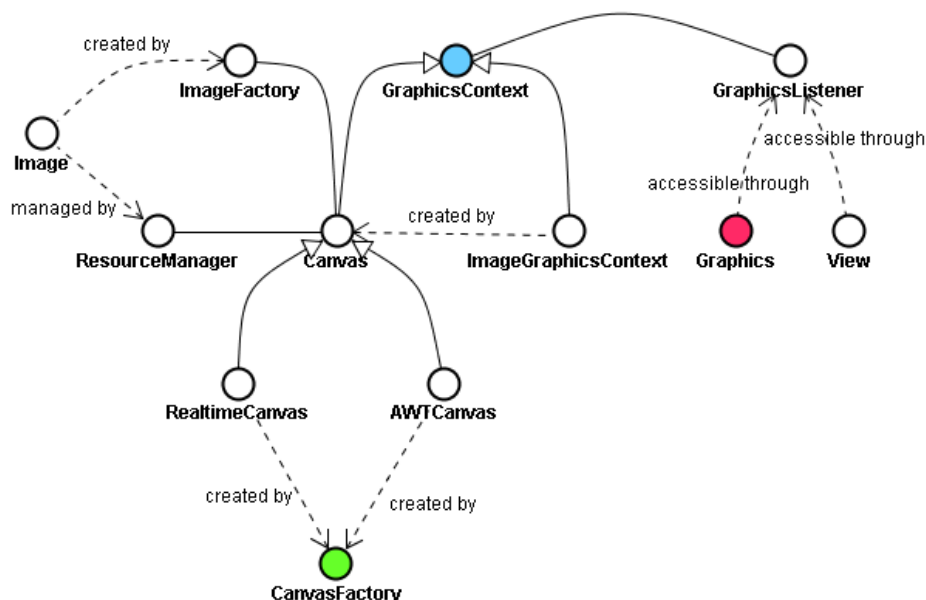 created by
ImageFactory
GraphicsContext
GraphicsListener
Image
accessible through
accessible through
managed by
created by
ResourceManager
Canvas
ImageGraphicsContext
Graphics
View
RealtimeCanvas
AWTCanvas
created by
created by
CanvasFactory